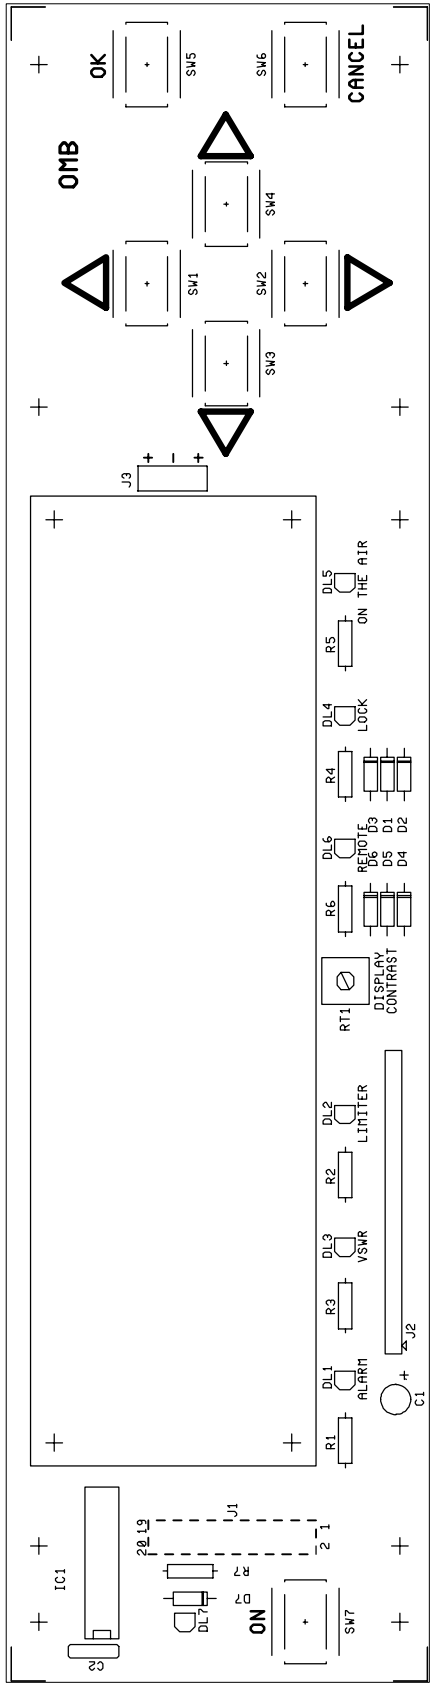 OK
SW5
SW6
CANCEL
OMB
SW4
SW1
SW2
SW3
J3
+ - +
DL5
ON THE AIR
R5
DL4
LOCK
R4
D3
D1
D2
DL6
REMOTE
D6
D5
D4
R6
RT1
DISPLAY
CONTRAST
DL2
LIMITER
R2
DL3
VSWR
R3
J2
DL1
ALARM
+
C1
R1
J1
20 19
2 1
IC1
R7
D7
DL7
ON
SW7
C2